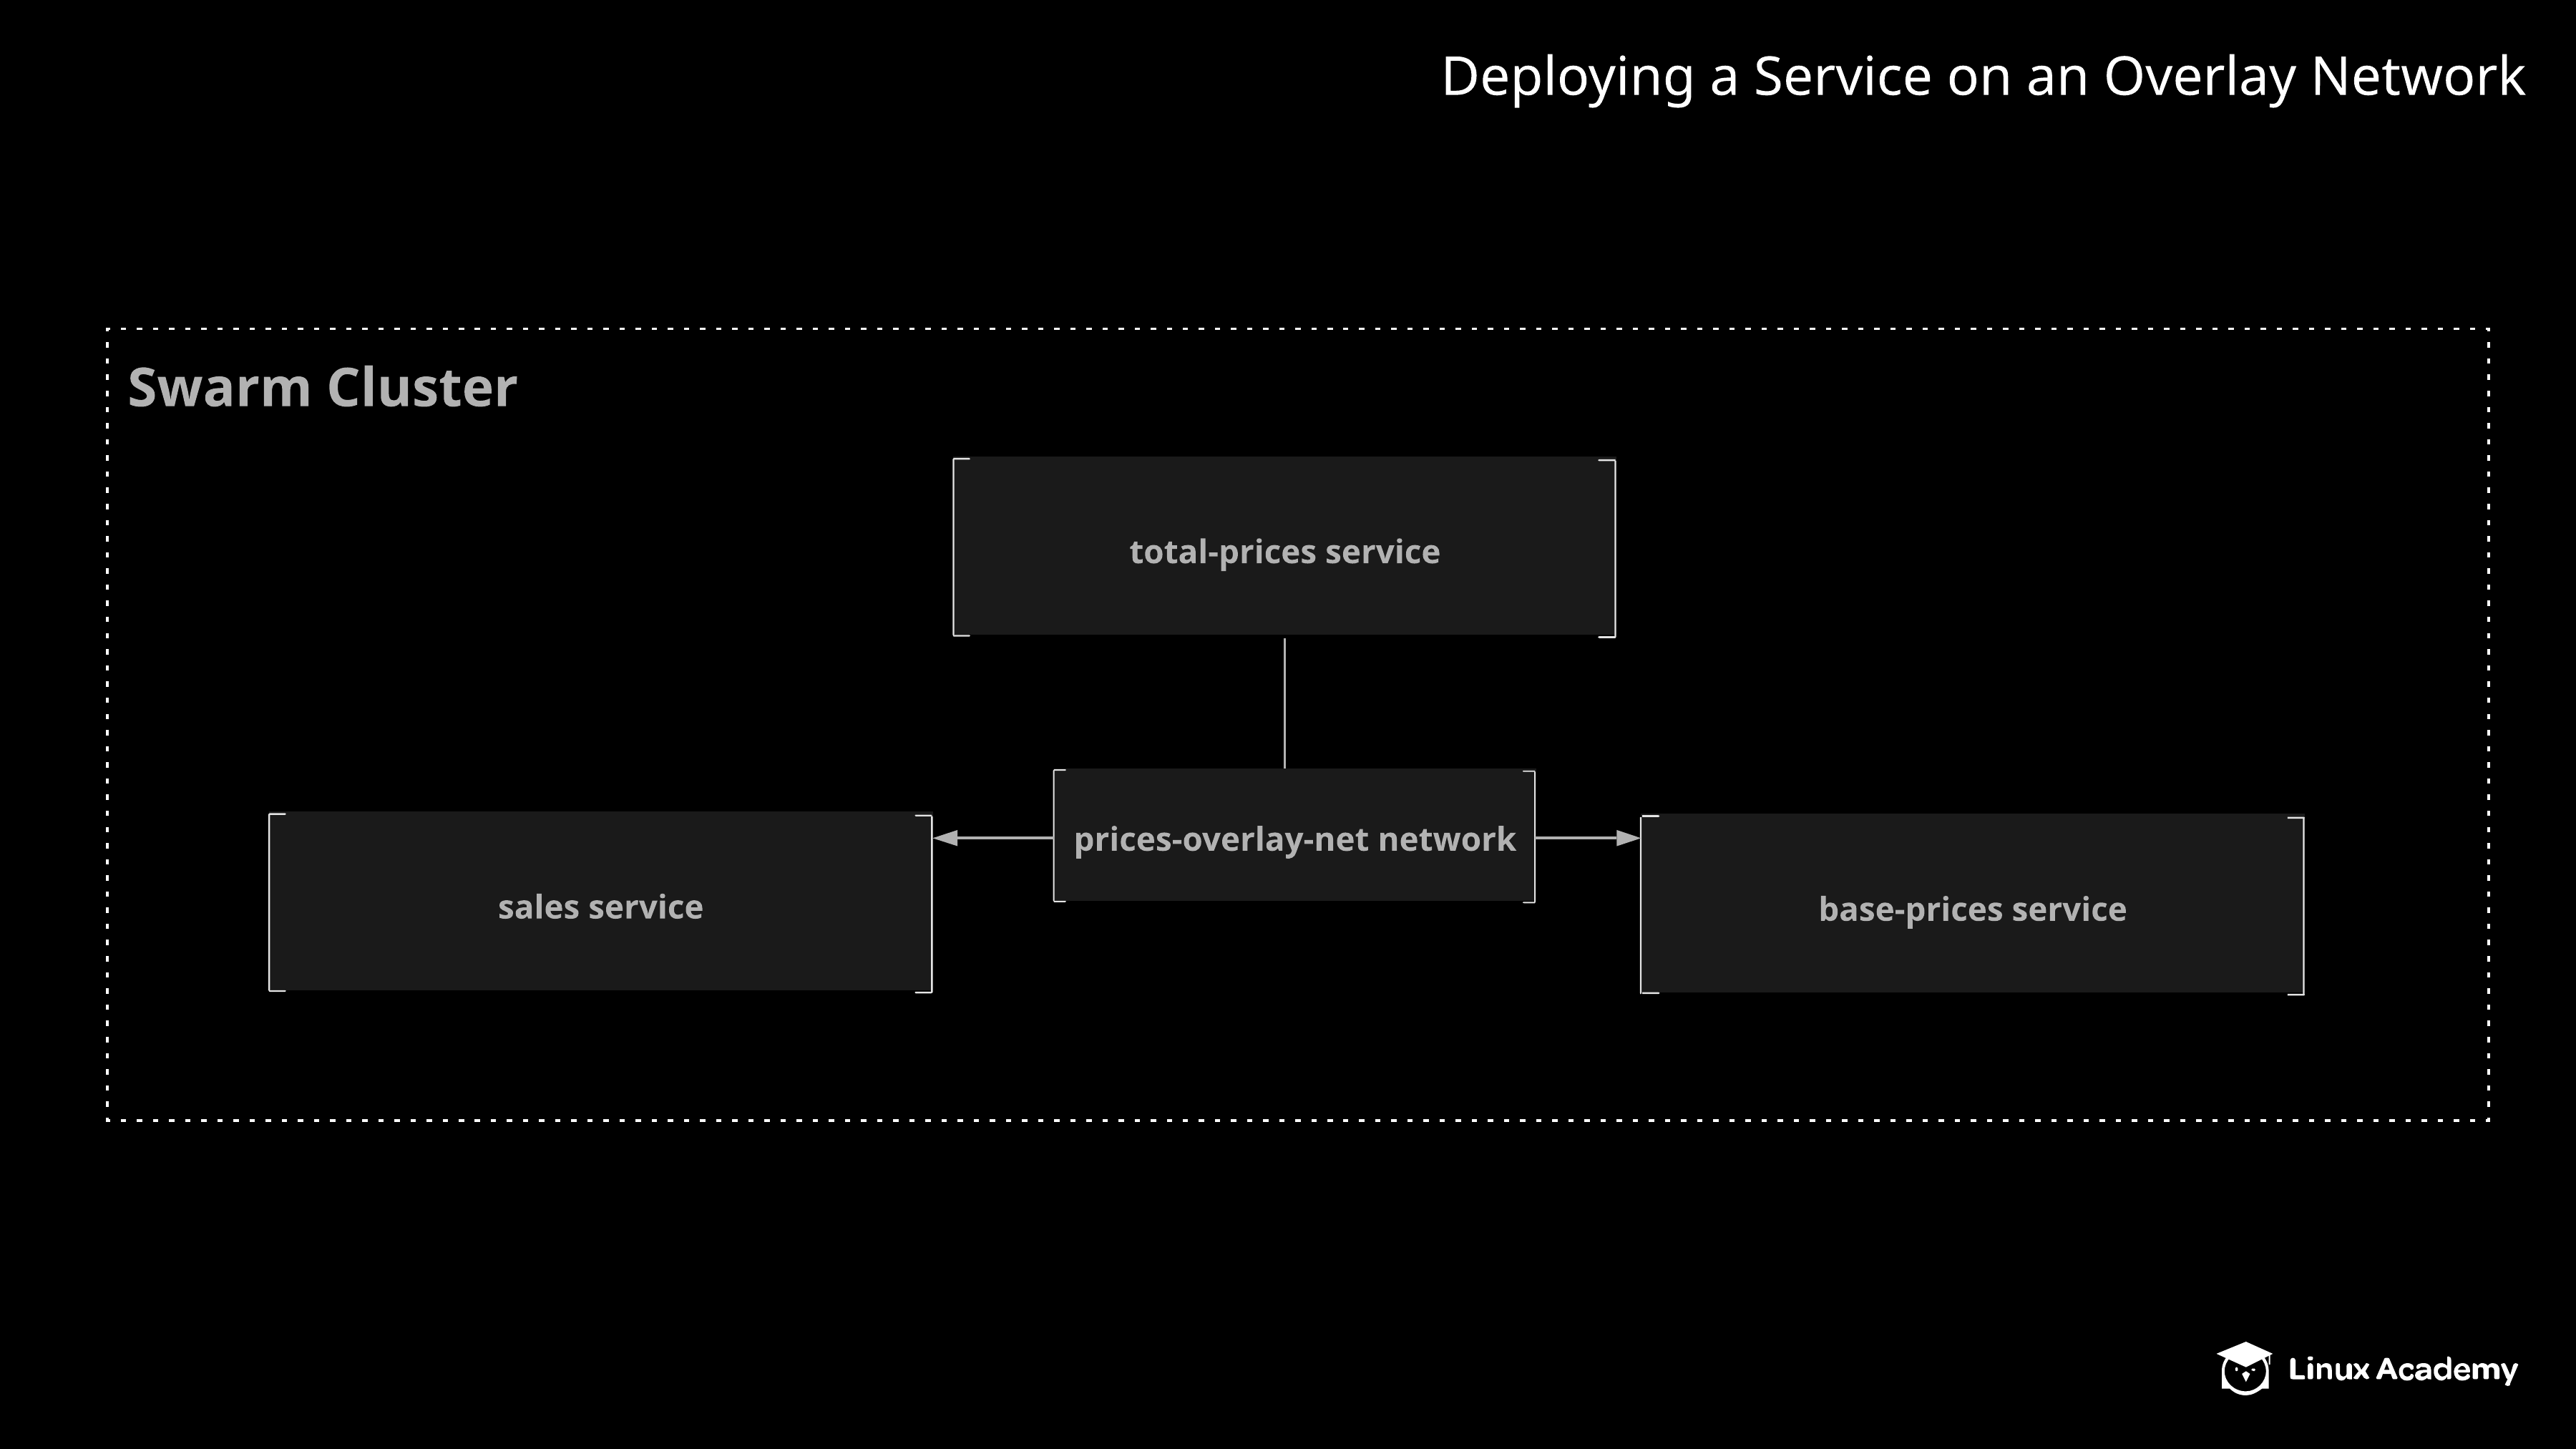 Deploying a Service on an Overlay Network
Swarm Cluster
total-prices service
prices-overlay-net network
sales service
base-prices service
Linux Academy